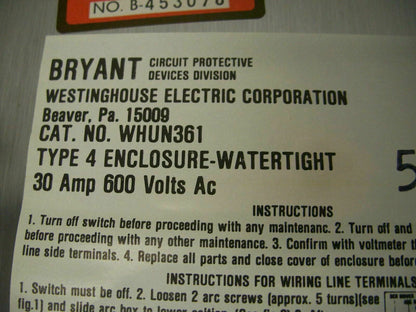 NO. B-453076
BRYANT CIRCUIT PROTECTIVE
DEVICES DIVISION
WESTINGHOUSE ELECTRIC CORPORATION
Beaver, Pa. 15009
CAT. NO. WHUN361
TYPE 4 ENCLOSURE-WATERTIGHT
30 Amp 600 Volts Ac
5
INSTRUCTIONS
1. Turn off switch before proceeding with any maintenanc. 2. Turn off and
before proceeding with any other maintenance. 3. Confirm with voltmeter th
line side terminals. 4. Replace all parts and close cover of enclosure before
INSTRUCTIONS FOR WIRING LINE TERMINALS
1. Switch must be off. 2. Loosen 2 arc screws (approx. 5 turns)(see
fig.1) and slide arc box to lower